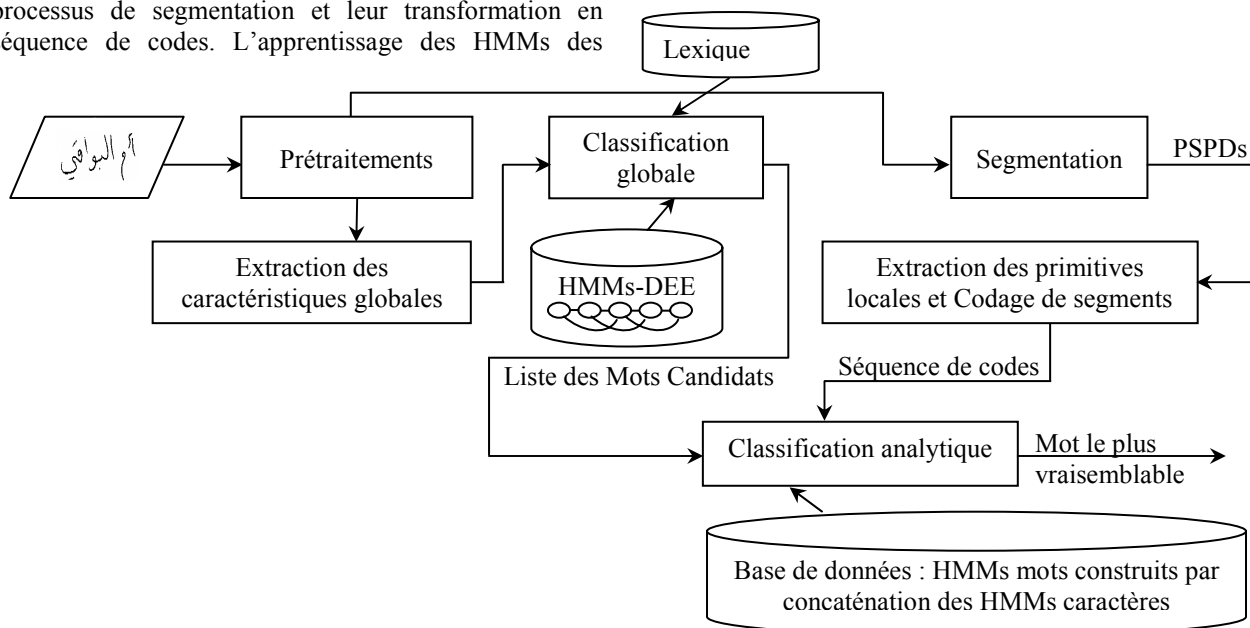 processus de segmentation et leur transformation en
séquence de codes. L'apprentissage des HMMs des
Lexique
أم البواقي
Prétraitements
Classification
globale
Segmentation
PSPDs
Extraction des
caractéristiques globales
HMMs-DEE
Extraction des primitives
locales et Codage de segments
Liste des Mots Candidats
Séquence de codes
Classification analytique
Mot le plus
vraisemblable
Base de données : HMMs mots construits par
concaténation des HMMs caractères